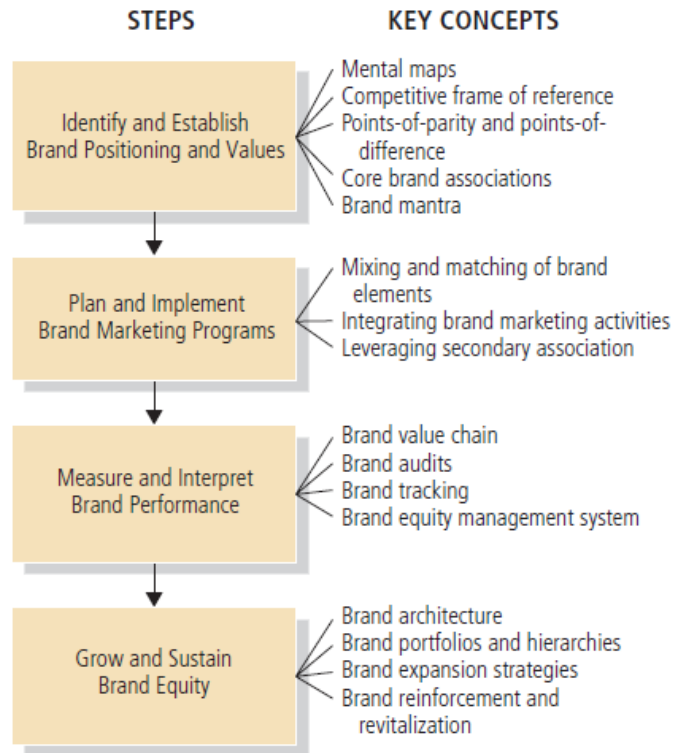 STEPS
KEY CONCEPTS
Identify and Establish
Brand Positioning and Values
Mental maps
Competitive frame of reference
Points-of-parity and points-of-
difference
Core brand associations
Brand mantra
Plan and Implement
Brand Marketing Programs
Mixing and matching of brand
elements
Integrating brand marketing activities
Leveraging secondary association
Measure and Interpret
Brand Performance
Brand value chain
Brand audits
Brand tracking
Brand equity management system
Grow and Sustain
Brand Equity
Brand architecture
Brand portfolios and hierarchies
Brand expansion strategies
Brand reinforcement and
revitalization